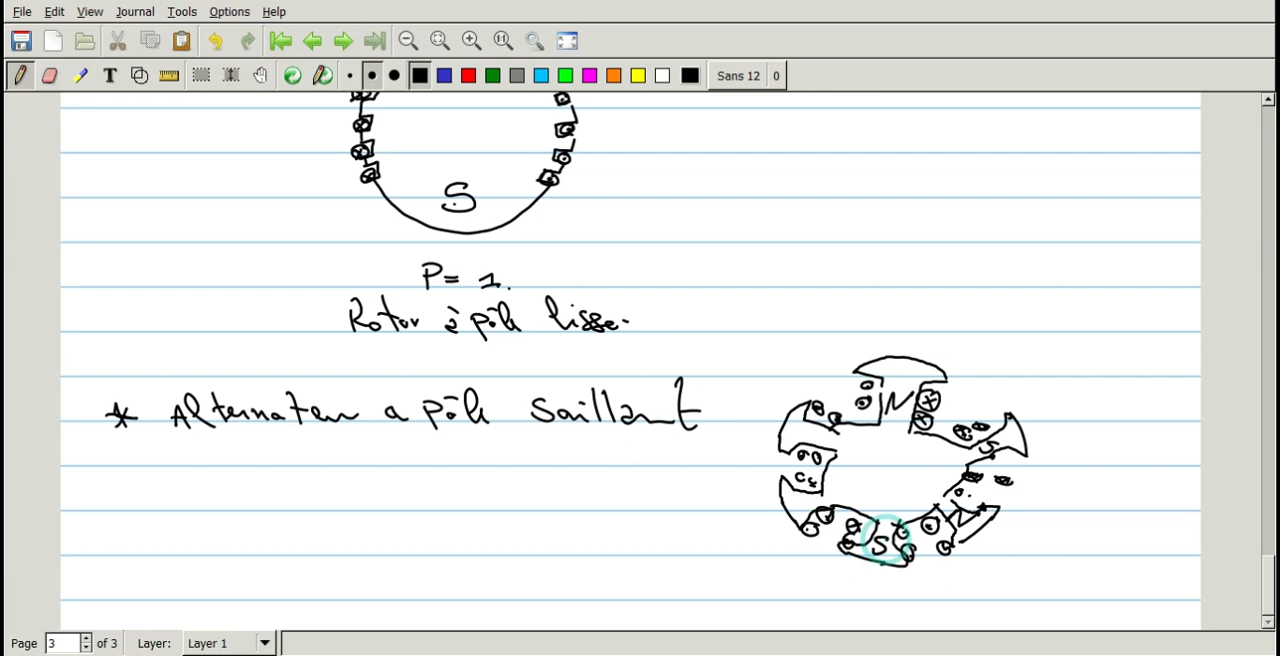 File Edit View Journal Tools Options Help
Sans 12 0
S
P= 1.
Rotor à pôle lisse.
* Alternateur a pôle Saillant
N
S
N
S
Page 3 of 3 Layer: Layer 1